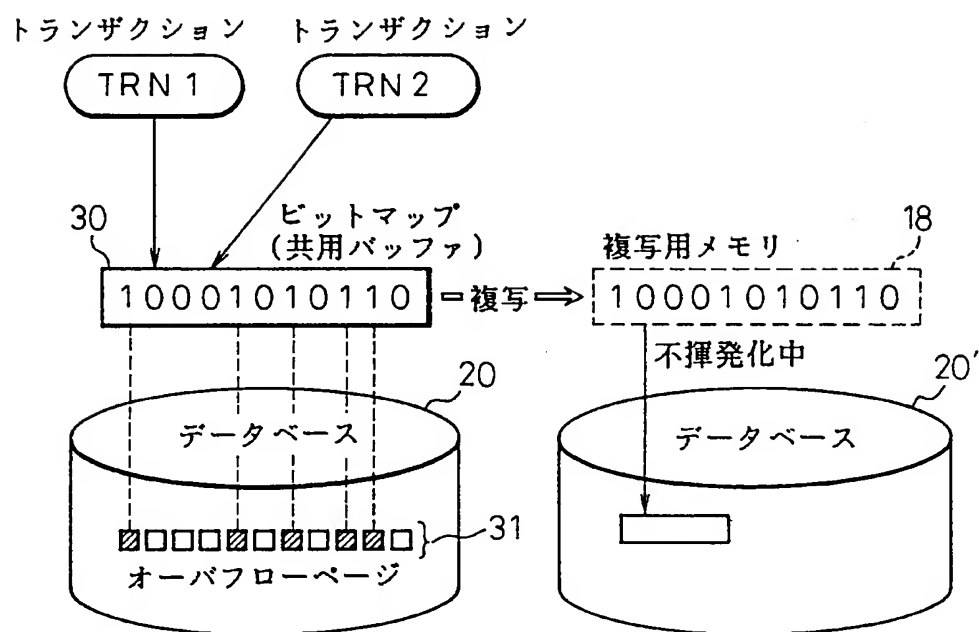 トランザクション
トランザクション
TRN 1
TRN 2
30
ビットマップ
(共用バッファ)
複写用メモリ
18
10001010110
複写
10001010110
不揮発化中
20
20'
データベース
データベース
31
オーバフローページ